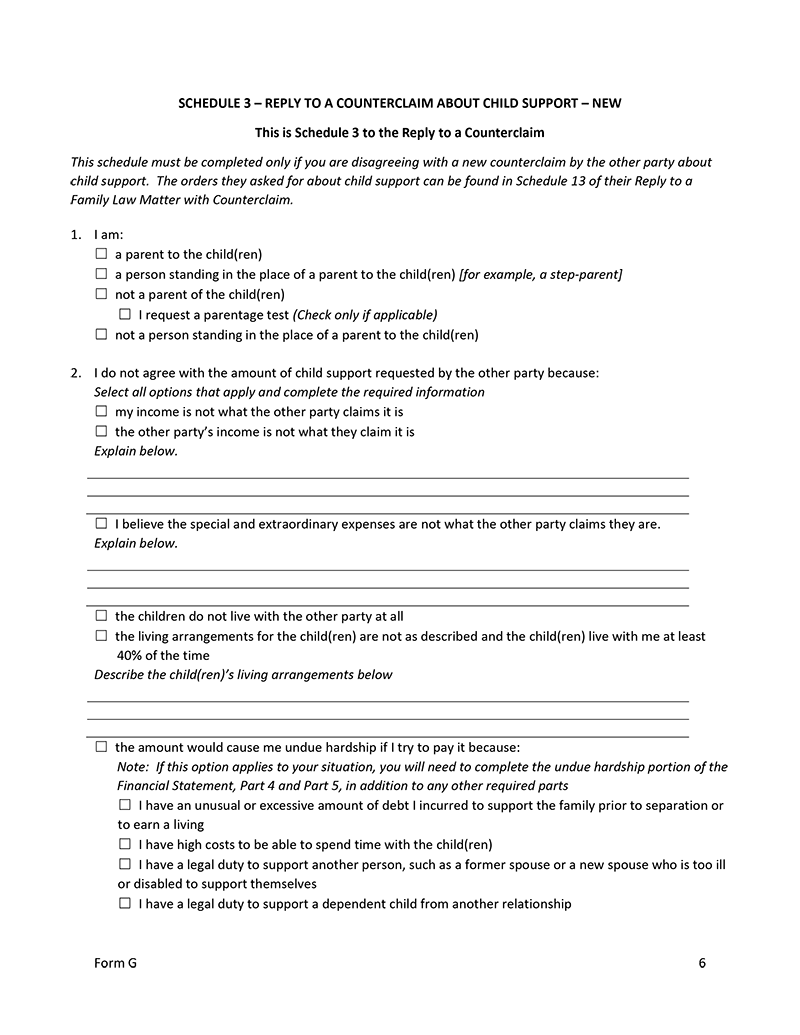 SCHEDULE 3 – REPLY TO A COUNTERCLAIM ABOUT CHILD SUPPORT – NEW
This is Schedule 3 to the Reply to a Counterclaim
This schedule must be completed only if you are disagreeing with a new counterclaim by the other party about
child support.  The orders they asked for about child support can be found in Schedule 13 of their Reply to a
Family Law Matter with Counterclaim.
1. I am:
☐ a parent to the child(ren)
☐ a person standing in the place of a parent to the child(ren) [for example, a step-parent]
☐ not a parent of the child(ren)
☐ I request a parentage test (Check only if applicable)
☐ not a person standing in the place of a parent to the child(ren)
2. I do not agree with the amount of child support requested by the other party because:
Select all options that apply and complete the required information
☐ my income is not what the other party claims it is
☐ the other party’s income is not what they claim it is
Explain below.
☐ I believe the special and extraordinary expenses are not what the other party claims they are.
Explain below.
☐ the children do not live with the other party at all
☐ the living arrangements for the child(ren) are not as described and the child(ren) live with me at least
40% of the time
Describe the child(ren)’s living arrangements below
☐ the amount would cause me undue hardship if I try to pay it because:
Note:  If this option applies to your situation, you will need to complete the undue hardship portion of the
Financial Statement, Part 4 and Part 5, in addition to any other required parts
☐ I have an unusual or excessive amount of debt I incurred to support the family prior to separation or
to earn a living
☐ I have high costs to be able to spend time with the child(ren)
☐ I have a legal duty to support another person, such as a former spouse or a new spouse who is too ill
or disabled to support themselves
☐ I have a legal duty to support a dependent child from another relationship
Form G 6